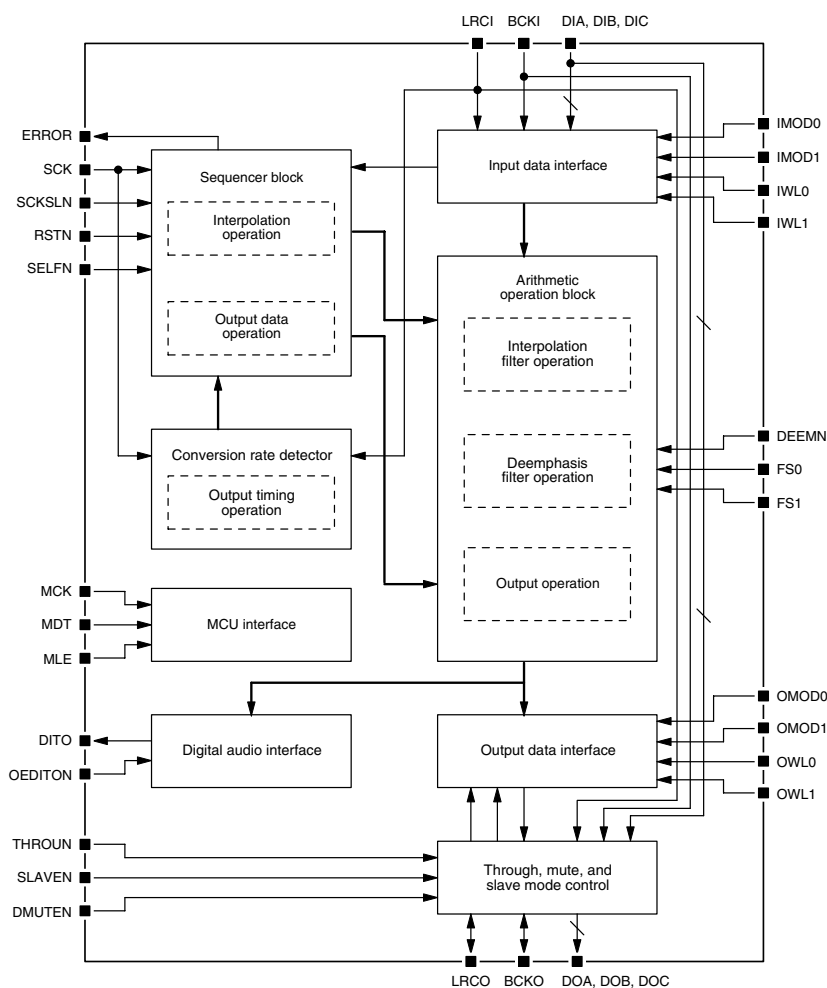 LRCI
BCKI
DIA, DIB, DIC
ERROR
SCK
SCKSLN
RSTN
SELFN
Sequencer block
Interpolation
operation
Output data
operation
Input data interface
IMOD0
IMOD1
IWL0
IWL1
Arithmetic
operation block
Interpolation
filter operation
Deemphasis
filter operation
Output operation
Conversion rate detector
Output timing
operation
DEEMN
FS0
FS1
MCK
MDT
MLE
MCU interface
DITO
OEDITON
Digital audio interface
Output data interface
OMOD0
OMOD1
OWL0
OWL1
THROUN
SLAVEN
DMUTEN
Through, mute, and
slave mode control
LRCO
BCKO
DOA, DOB, DOC